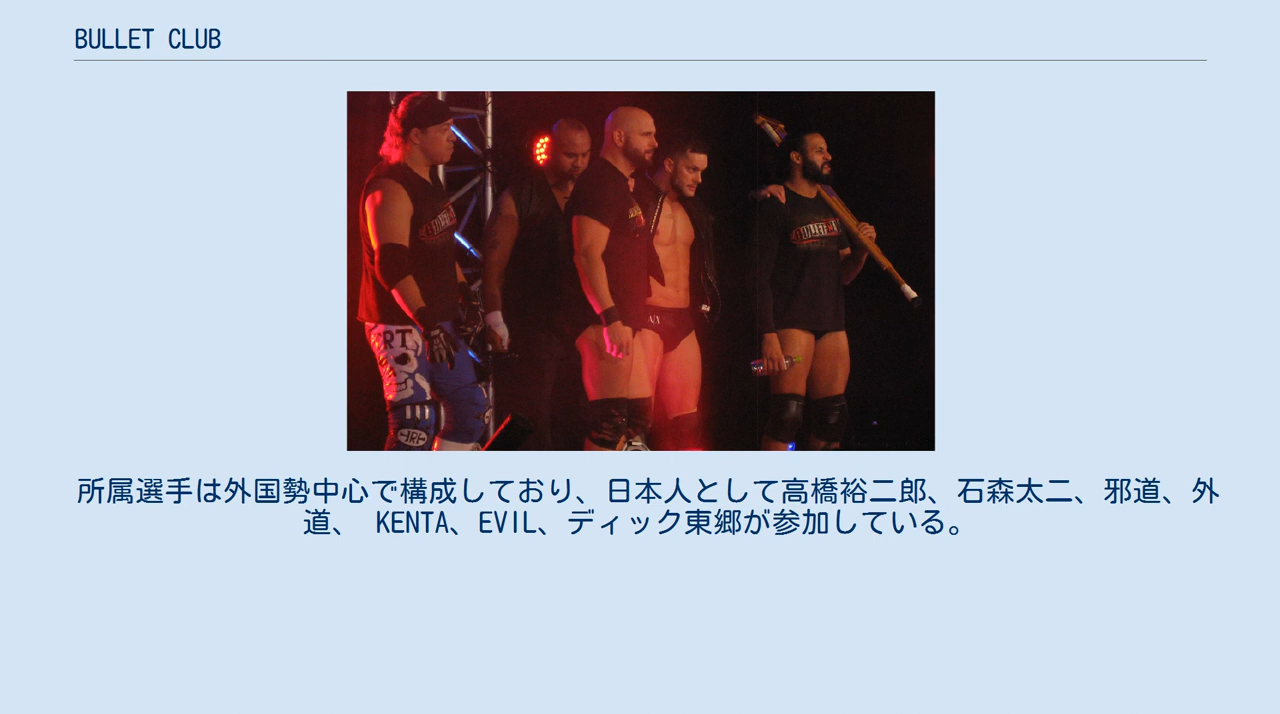 BULLET CLUB
RT
所属選手は外国勢中心で構成しており、日本人として高橋裕二郎、石森太二、邪道、外
道、 KENTA、EVIL、ディック東郷が参加している。